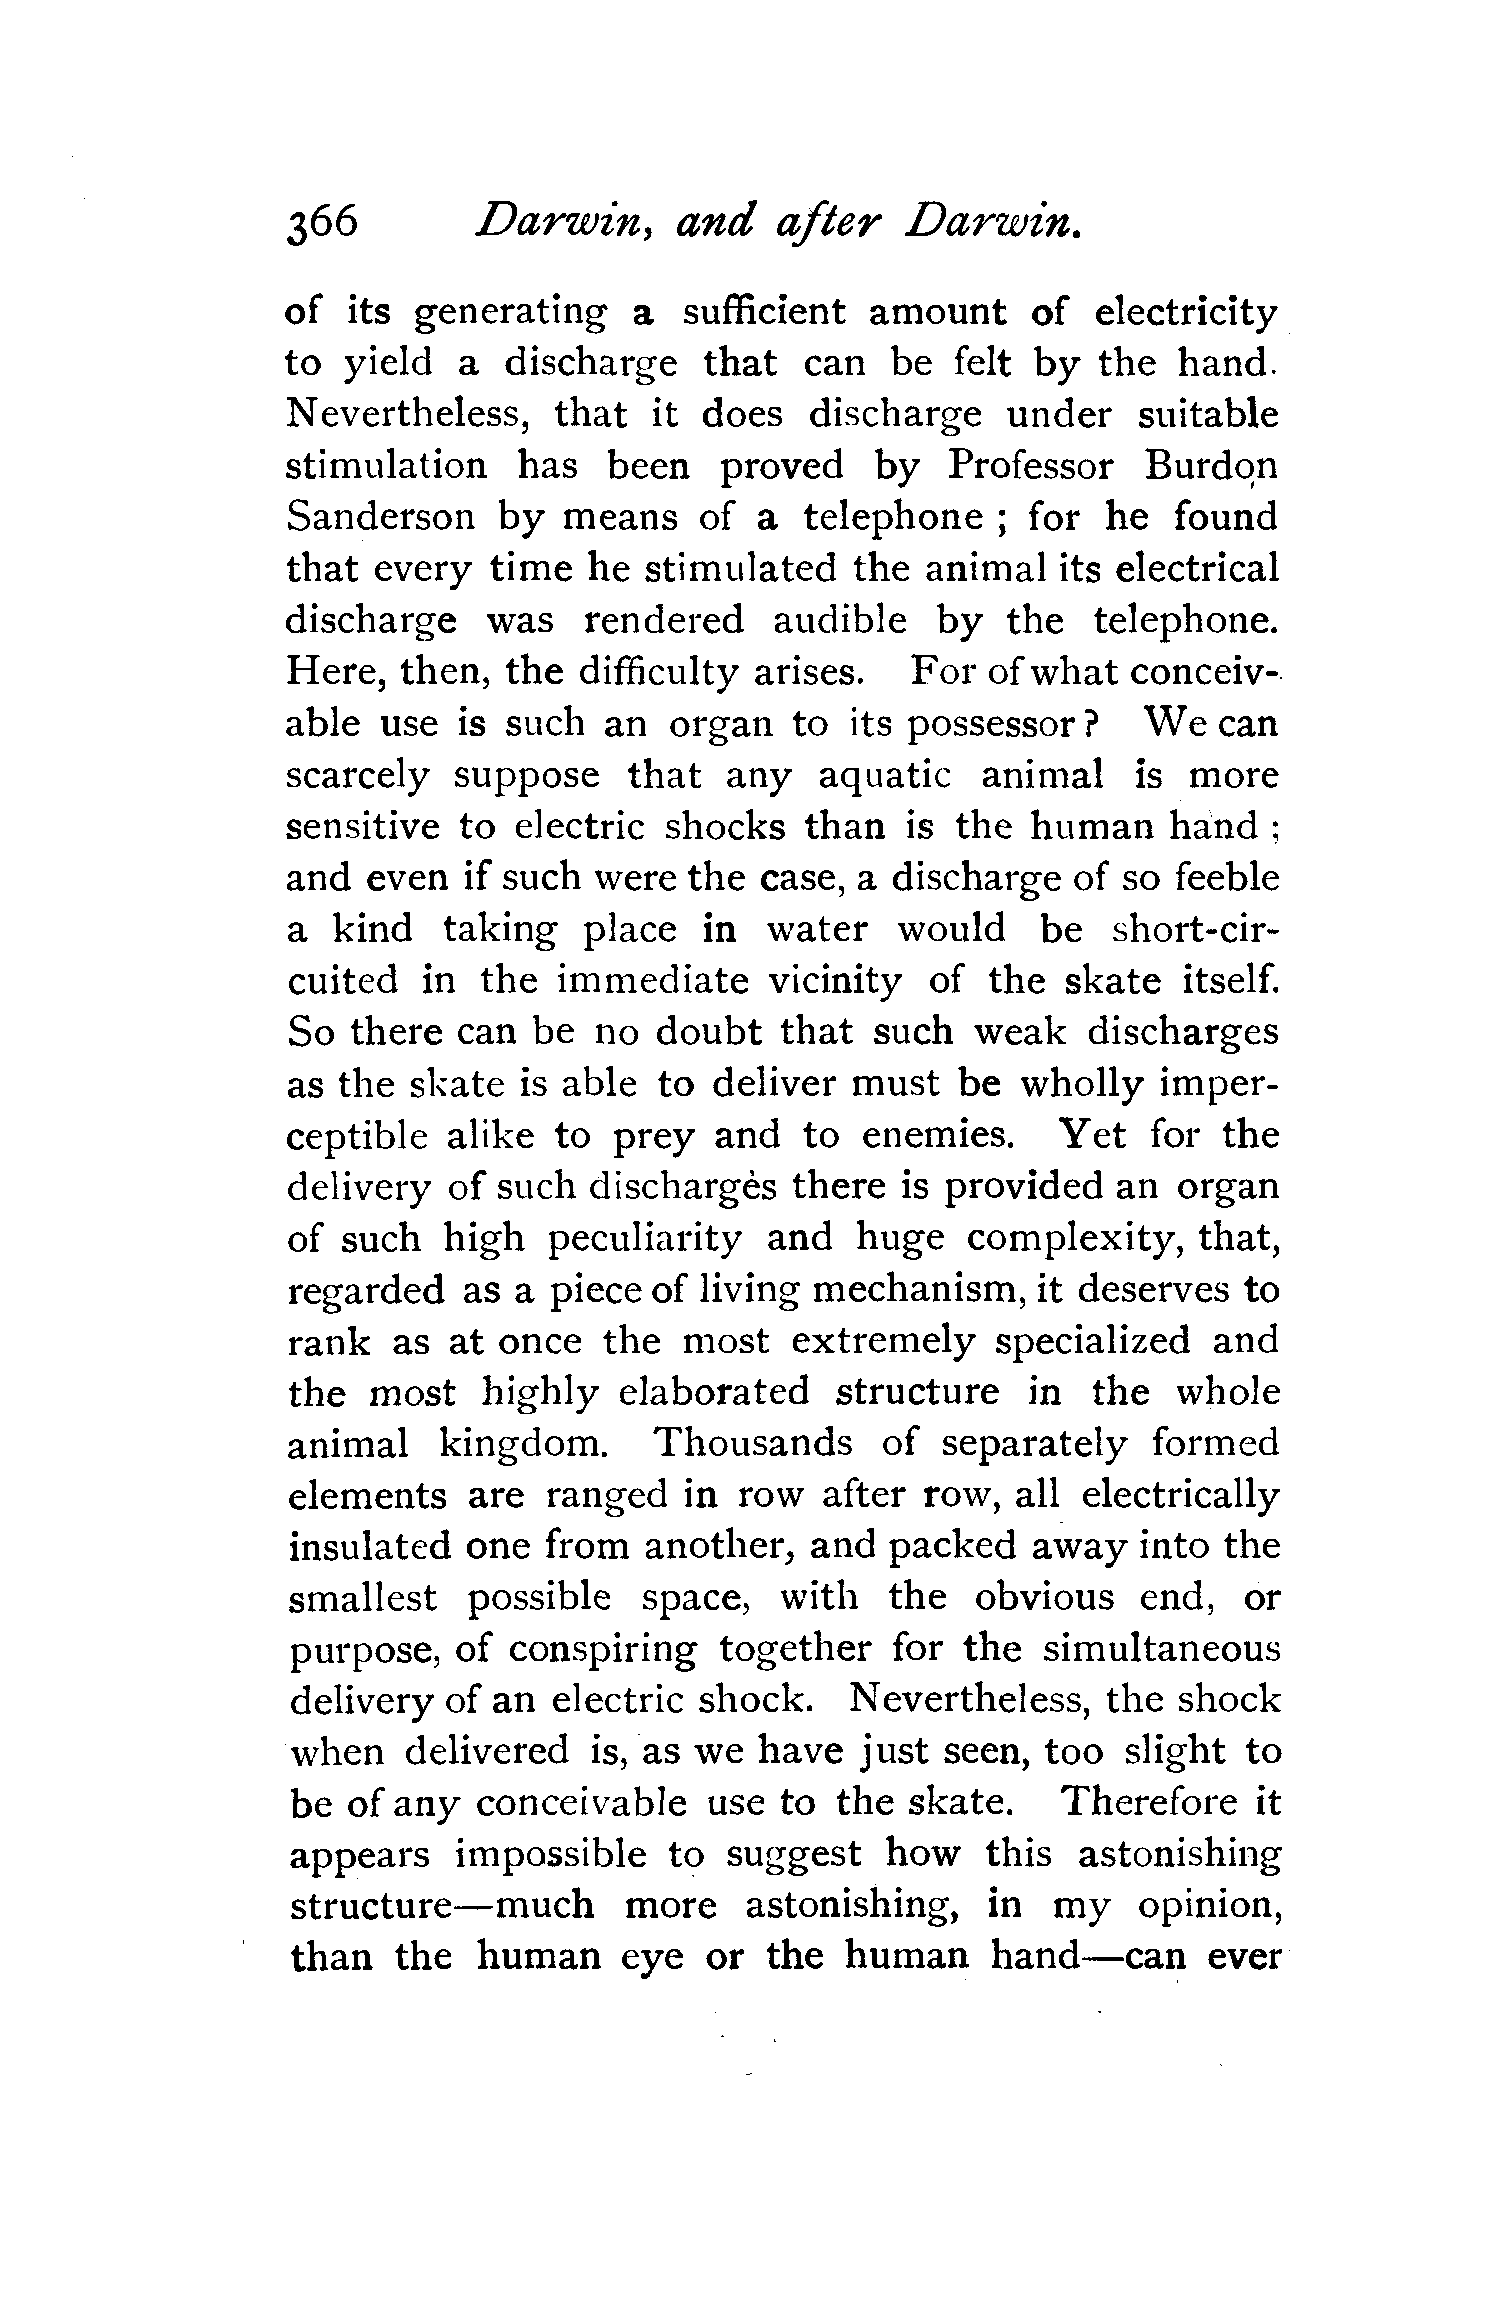 366 Darwin, and after Darwin.
of its generating a sufficient amount of electricity
to yield a discharge that can be felt by the hand.
Nevertheless, that it does discharge under suitable
stimulation has been proved by Professor Burdon
Sanderson by means of a telephone ; for he found
that every time he stimulated the animal its electrical
discharge was rendered audible by the telephone.
Here, then, the difficulty arises. For of what conceiv-
able use is such an organ to its possessor ? We can
scarcely suppose that any aquatic animal is more
sensitive to electric shocks than is the human hand ;
and even if such were the case, a discharge of so feeble
a kind taking place in water would be short-cir-
cuited in the immediate vicinity of the skate itself.
So there can be no doubt that such weak discharges
as the skate is able to deliver must be wholly imper-
ceptible alike to prey and to enemies. Yet for the
delivery of such discharges there is provided an organ
of such high peculiarity and huge complexity, that,
regarded as a piece of living mechanism, it deserves to
rank as at once the most extremely specialized and
the most highly elaborated structure in the whole
animal kingdom. Thousands of separately formed
elements are ranged in row after row, all electrically
insulated one from another, and packed away into the
smallest possible space, with the obvious end, or
purpose, of conspiring together for the simultaneous
delivery of an electric shock. Nevertheless, the shock
when delivered is, as we have just seen, too slight to
be of any conceivable use to the skate. Therefore it
appears impossible to suggest how this astonishing
structure—much more astonishing, in my opinion,
than the human eye or the human hand—can ever